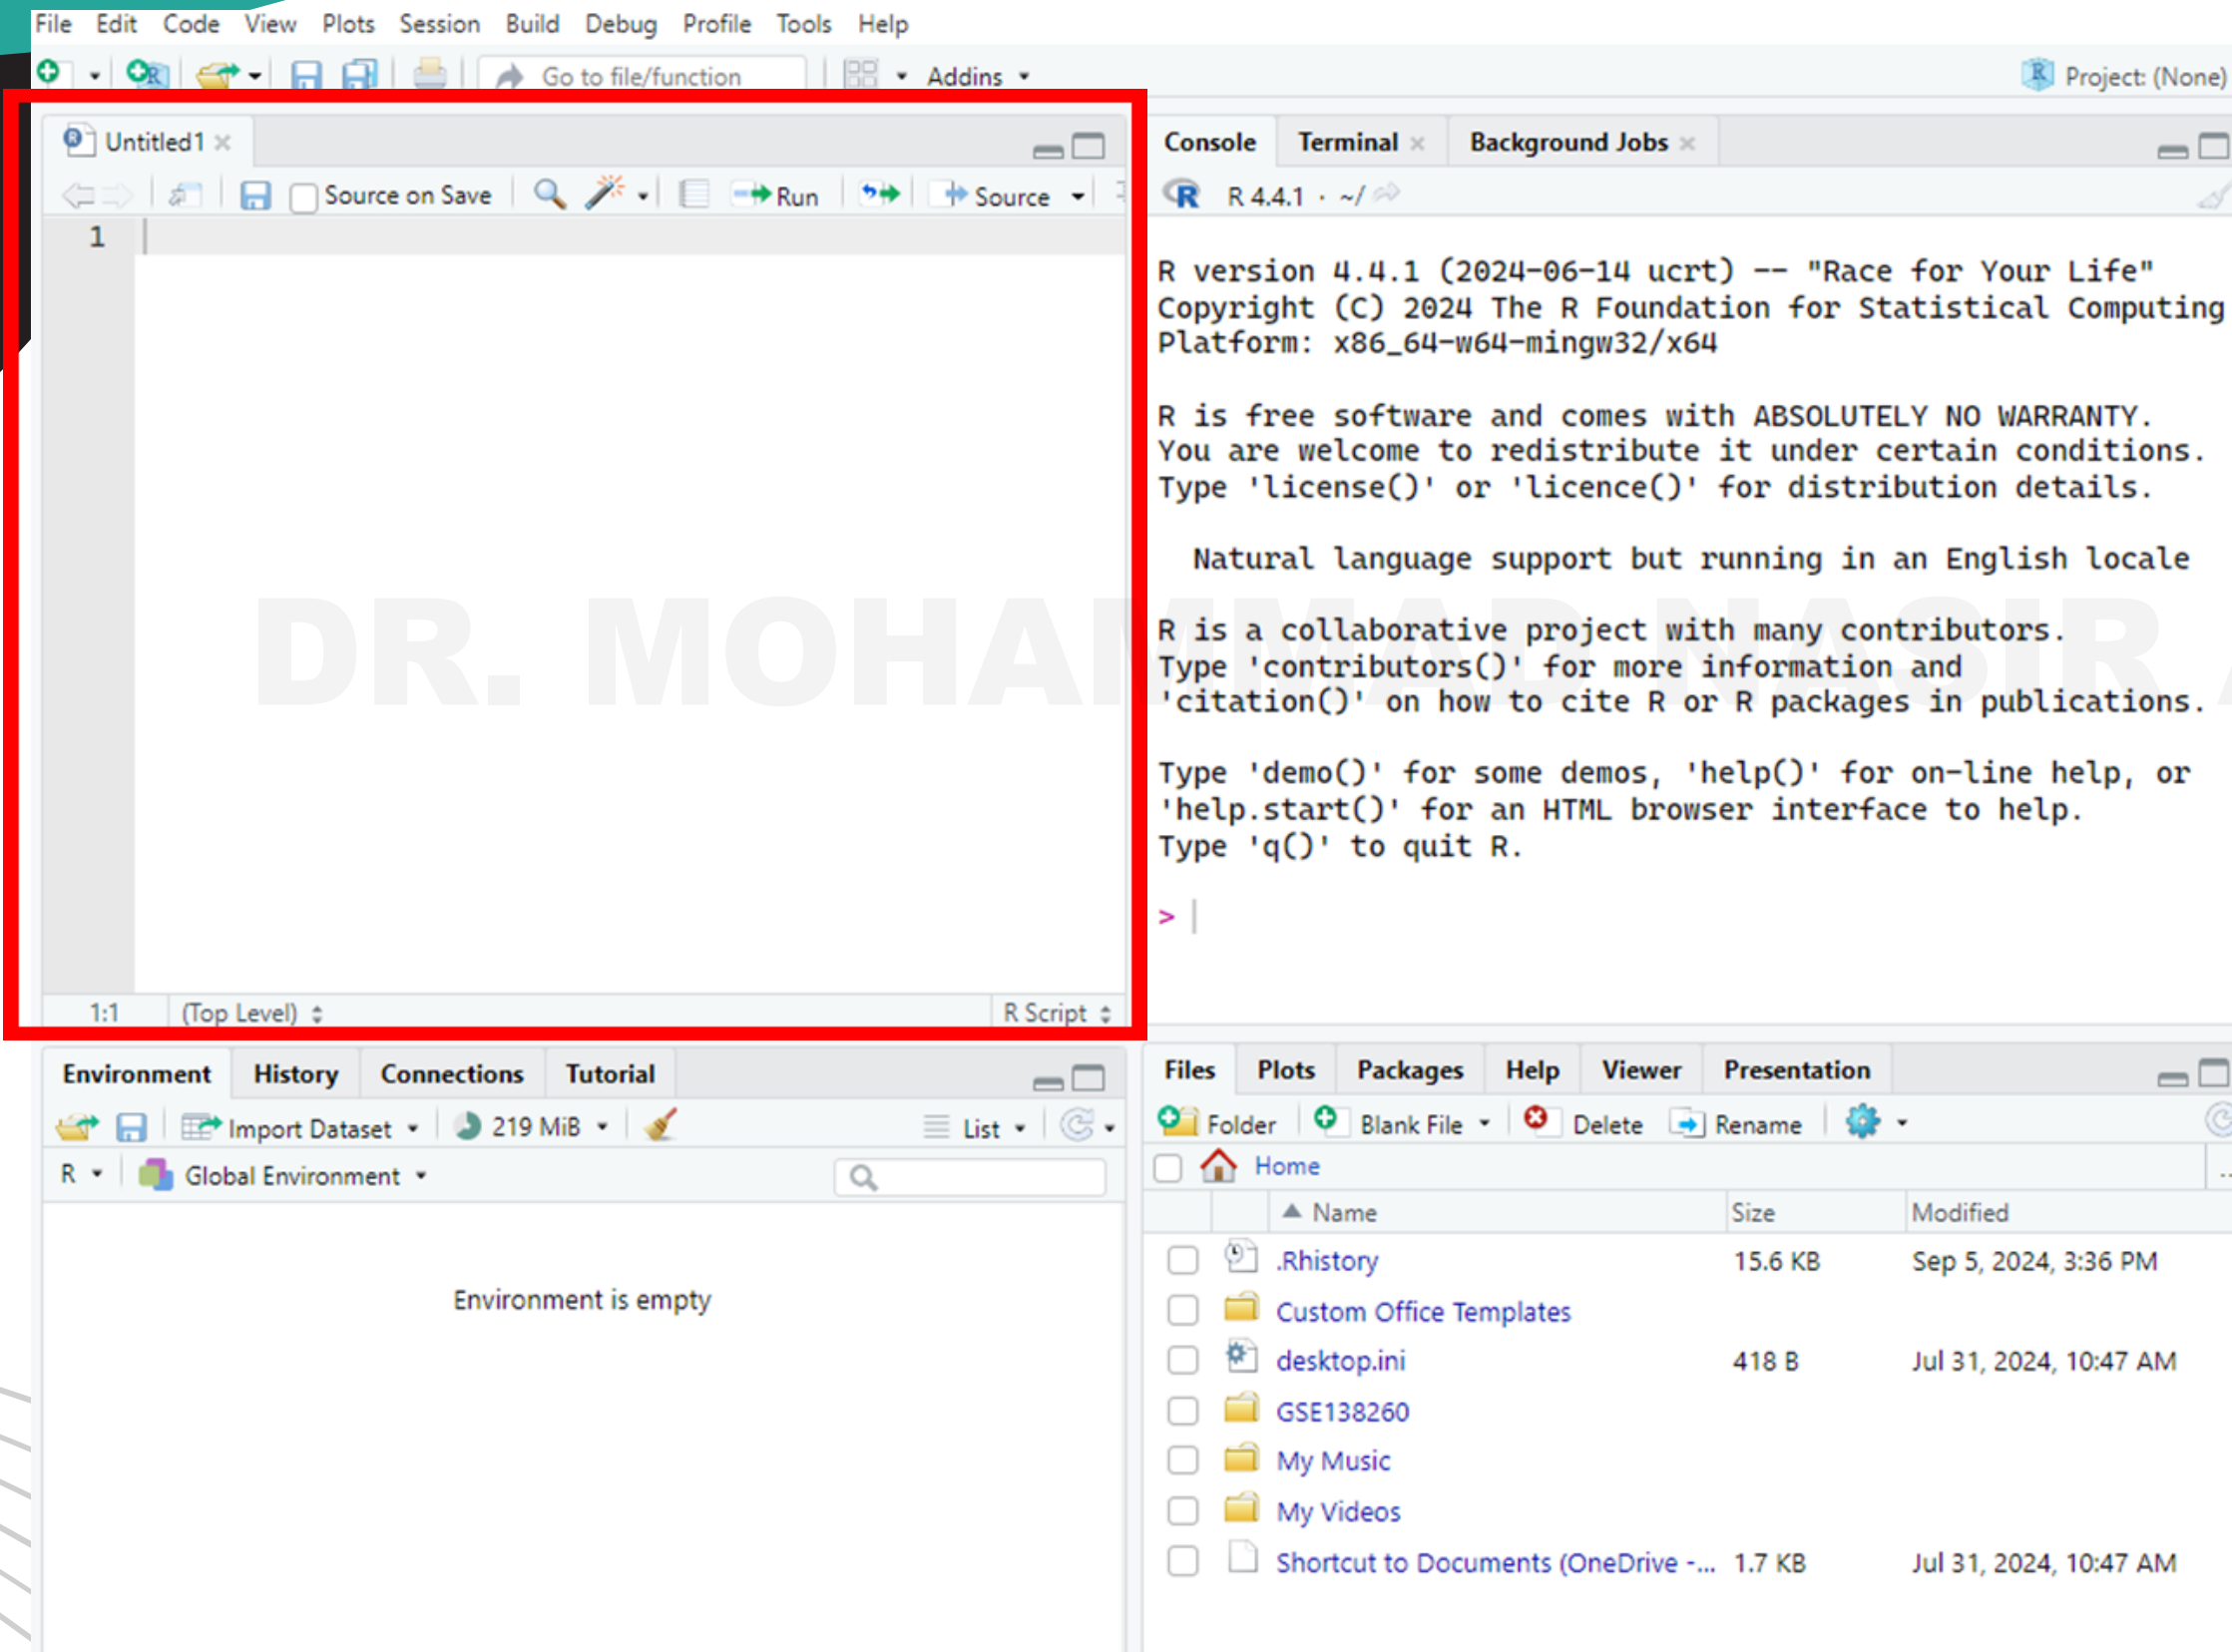 File Edit Code View Plots Session Build Debug Profile Tools Help
Go to file/function Addins Project: (None)
Untitled1
Source on Save Run Source
1
1:1 (Top Level) R Script
Console Terminal Background Jobs
R 4.4.1 · ~/
R version 4.4.1 (2024-06-14 ucrt) -- "Race for Your Life"
Copyright (C) 2024 The R Foundation for Statistical Computing
Platform: x86_64-w64-mingw32/x64
R is free software and comes with ABSOLUTELY NO WARRANTY.
You are welcome to redistribute it under certain conditions.
Type 'license()' or 'licence()' for distribution details.
Natural language support but running in an English locale
R is a collaborative project with many contributors.
Type 'contributors()' for more information and
'citation()' on how to cite R or R packages in publications.
Type 'demo()' for some demos, 'help()' for on-line help, or
'help.start()' for an HTML browser interface to help.
Type 'q()' to quit R.
>
DR. MOHAMMAD NASIR A
Environment History Connections Tutorial
Import Dataset 219 MiB List
R Global Environment
Environment is empty
Files Plots Packages Help Viewer Presentation
Folder Blank File Delete Rename
Home
Name Size Modified
.Rhistory 15.6 KB Sep 5, 2024, 3:36 PM
Custom Office Templates
desktop.ini 418 B Jul 31, 2024, 10:47 AM
GSE138260
My Music
My Videos
Shortcut to Documents (OneDrive -... 1.7 KB Jul 31, 2024, 10:47 AM